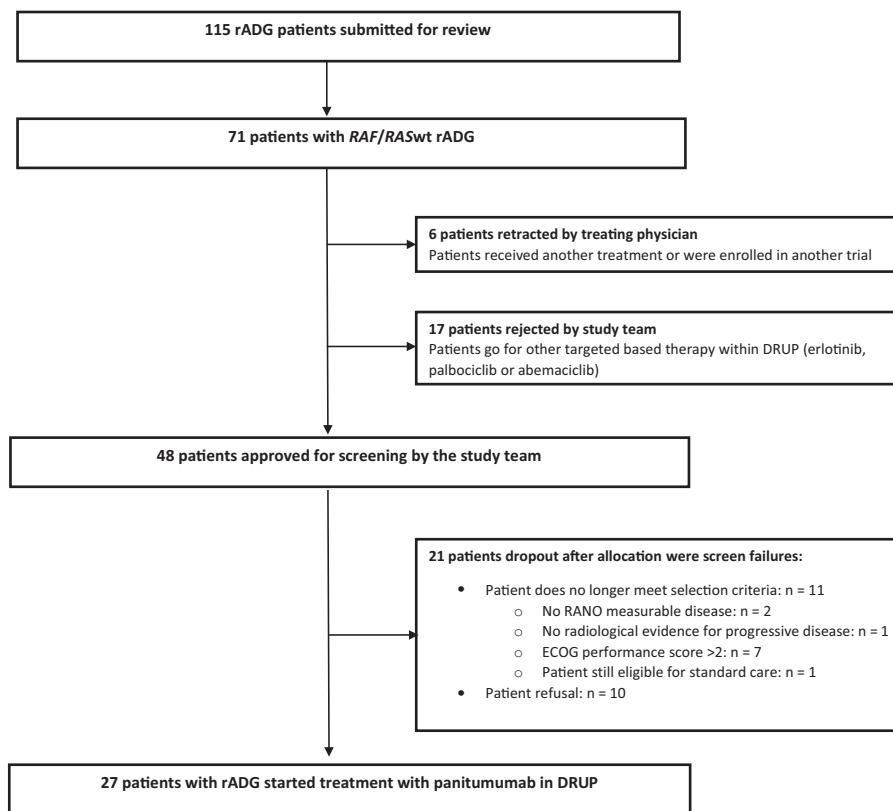 115 rADG patients submitted for review
71 patients with RAF/RASwt rADG
6 patients retracted by treating physician
Patients received another treatment or were enrolled in another trial
17 patients rejected by study team
Patients go for other targeted based therapy within DRUP (erlotinib,
palbociclib or abemaciclib)
48 patients approved for screening by the study team
21 patients dropout after allocation were screen failures:
• Patient does no longer meet selection criteria: n = 11
o No RANO measurable disease: n = 2
o No radiological evidence for progressive disease: n = 1
o ECOG performance score >2: n = 7
o Patient still eligible for standard care: n = 1
• Patient refusal: n = 10
27 patients with rADG started treatment with panitumumab in DRUP